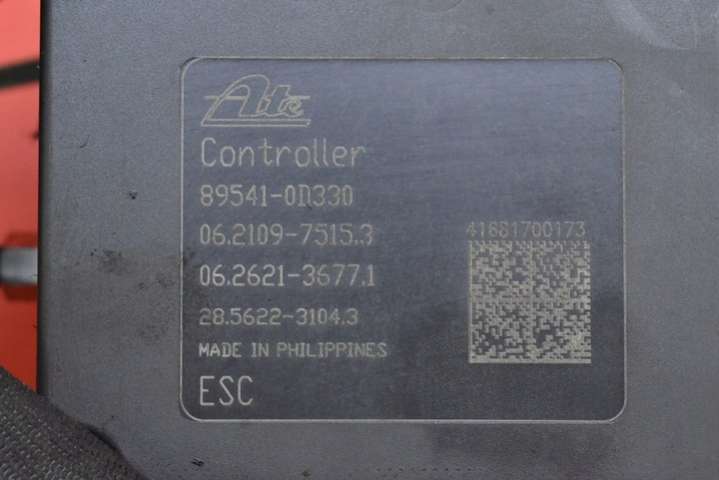 Ate
Controller
89541-0D330
06.2109-7515.3
41681700173
06.2621-3677.1
28.5622-3104.3
MADE IN PHILIPPINES
ESC